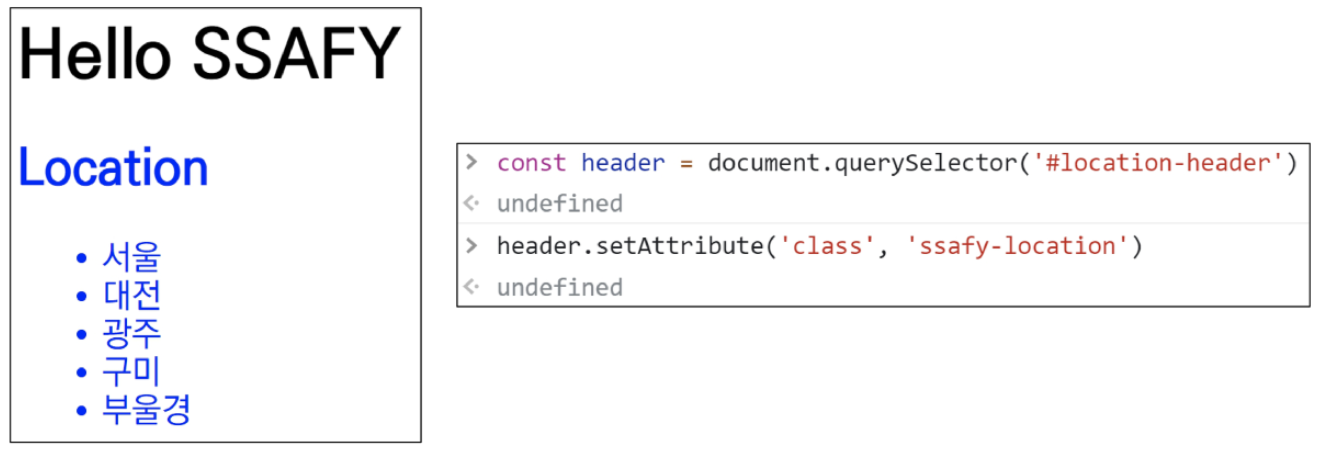 Hello SSAFY
Location
• 서울
• 대전
• 광주
• 구미
• 부울경
> const header = document.querySelector('#location-header')
<· undefined
> header.setAttribute('class', 'ssafy-location')
<· undefined